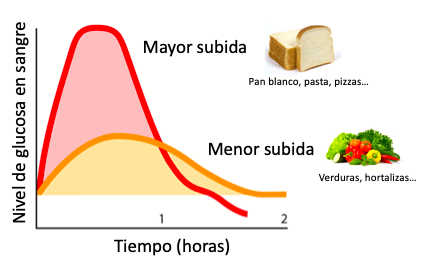 Nivel de glucosa en sangre
Mayor subida
Pan blanco, pasta, pizzas...
Menor subida
Verduras, hortalizas...
1
2
Tiempo (horas)